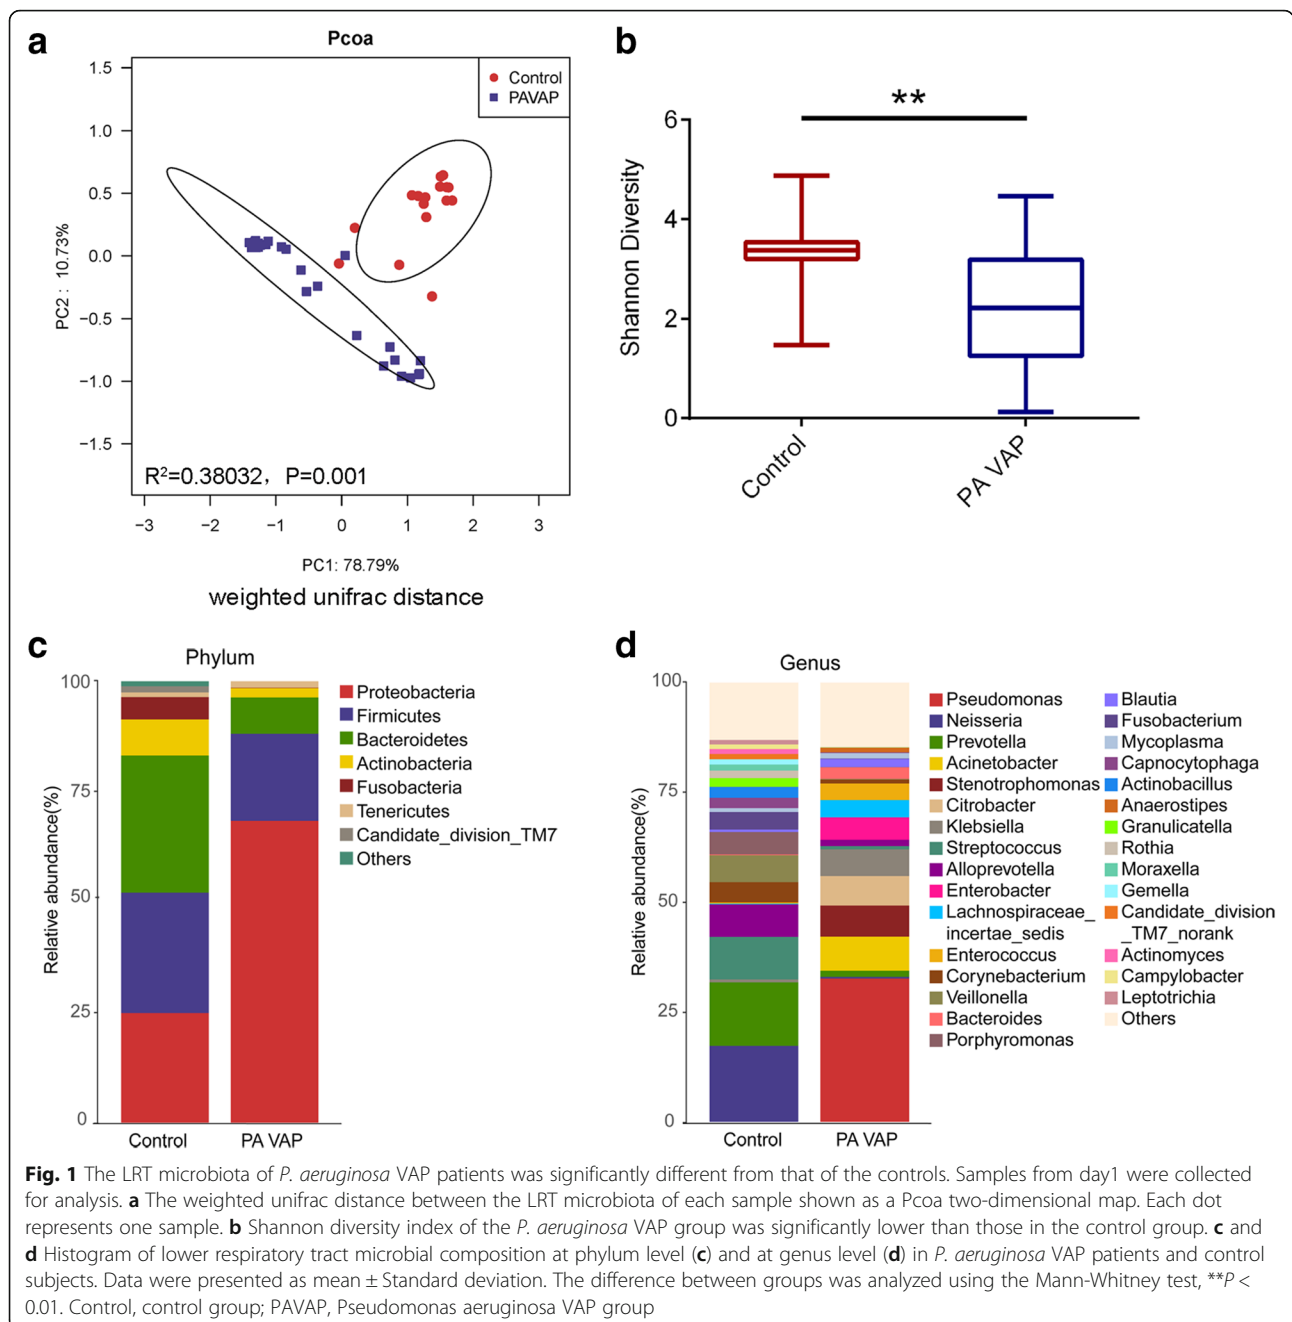 a
Pcoa
1.5
1.0
0.5
0.0
−0.5
−1.0
−1.5
PC2 : 10.73%
Control
PAVAP
R²=0.38032, P=0.001
−3 −2 −1 0 1 2 3
PC1: 78.79%
weighted unifrac distance
b
**
6
4
2
0
Shannon Diversity
Control
PA VAP
c
Phylum
100
75
50
25
0
Relative abundance(%)
Control PA VAP
Proteobacteria
Firmicutes
Bacteroidetes
Actinobacteria
Fusobacteria
Tenericutes
Candidate_division_TM7
Others
d
Genus
100
75
50
25
0
Relative abundance(%)
Control PA VAP
Pseudomonas
Neisseria
Prevotella
Acinetobacter
Stenotrophomonas
Citrobacter
Klebsiella
Streptococcus
Alloprevotella
Enterobacter
Lachnospiraceae_
incertae_sedis
Enterococcus
Corynebacterium
Veillonella
Bacteroides
Porphyromonas
Blautia
Fusobacterium
Mycoplasma
Capnocytophaga
Actinobacillus
Anaerostipes
Granulicatella
Rothia
Moraxella
Gemella
Candidate_division
_TM7_norank
Actinomyces
Campylobacter
Leptotrichia
Others
Fig. 1 The LRT microbiota of P. aeruginosa VAP patients was significantly different from that of the controls. Samples from day1 were collected
for analysis. a The weighted unifrac distance between the LRT microbiota of each sample shown as a Pcoa two-dimensional map. Each dot
represents one sample. b Shannon diversity index of the P. aeruginosa VAP group was significantly lower than those in the control group. c and
d Histogram of lower respiratory tract microbial composition at phylum level (c) and at genus level (d) in P. aeruginosa VAP patients and control
subjects. Data were presented as mean ± Standard deviation. The difference between groups was analyzed using the Mann-Whitney test, **P <
0.01. Control, control group; PAVAP, Pseudomonas aeruginosa VAP group